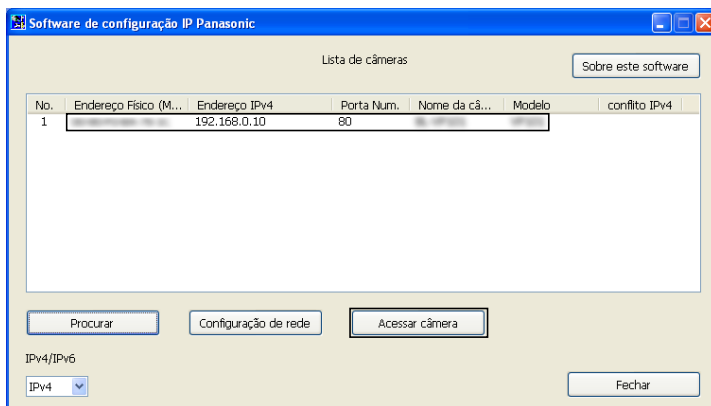 Software de configuração IP Panasonic
Lista de câmeras
Sobre este software
No. Endereço Físico (M... Endereço IPv4 Porta Num. Nome da câ... Modelo conflito IPv4
1 192.168.0.10 80
Procurar Configuração de rede Acessar câmera
IPv4/IPv6
IPv4 Fechar